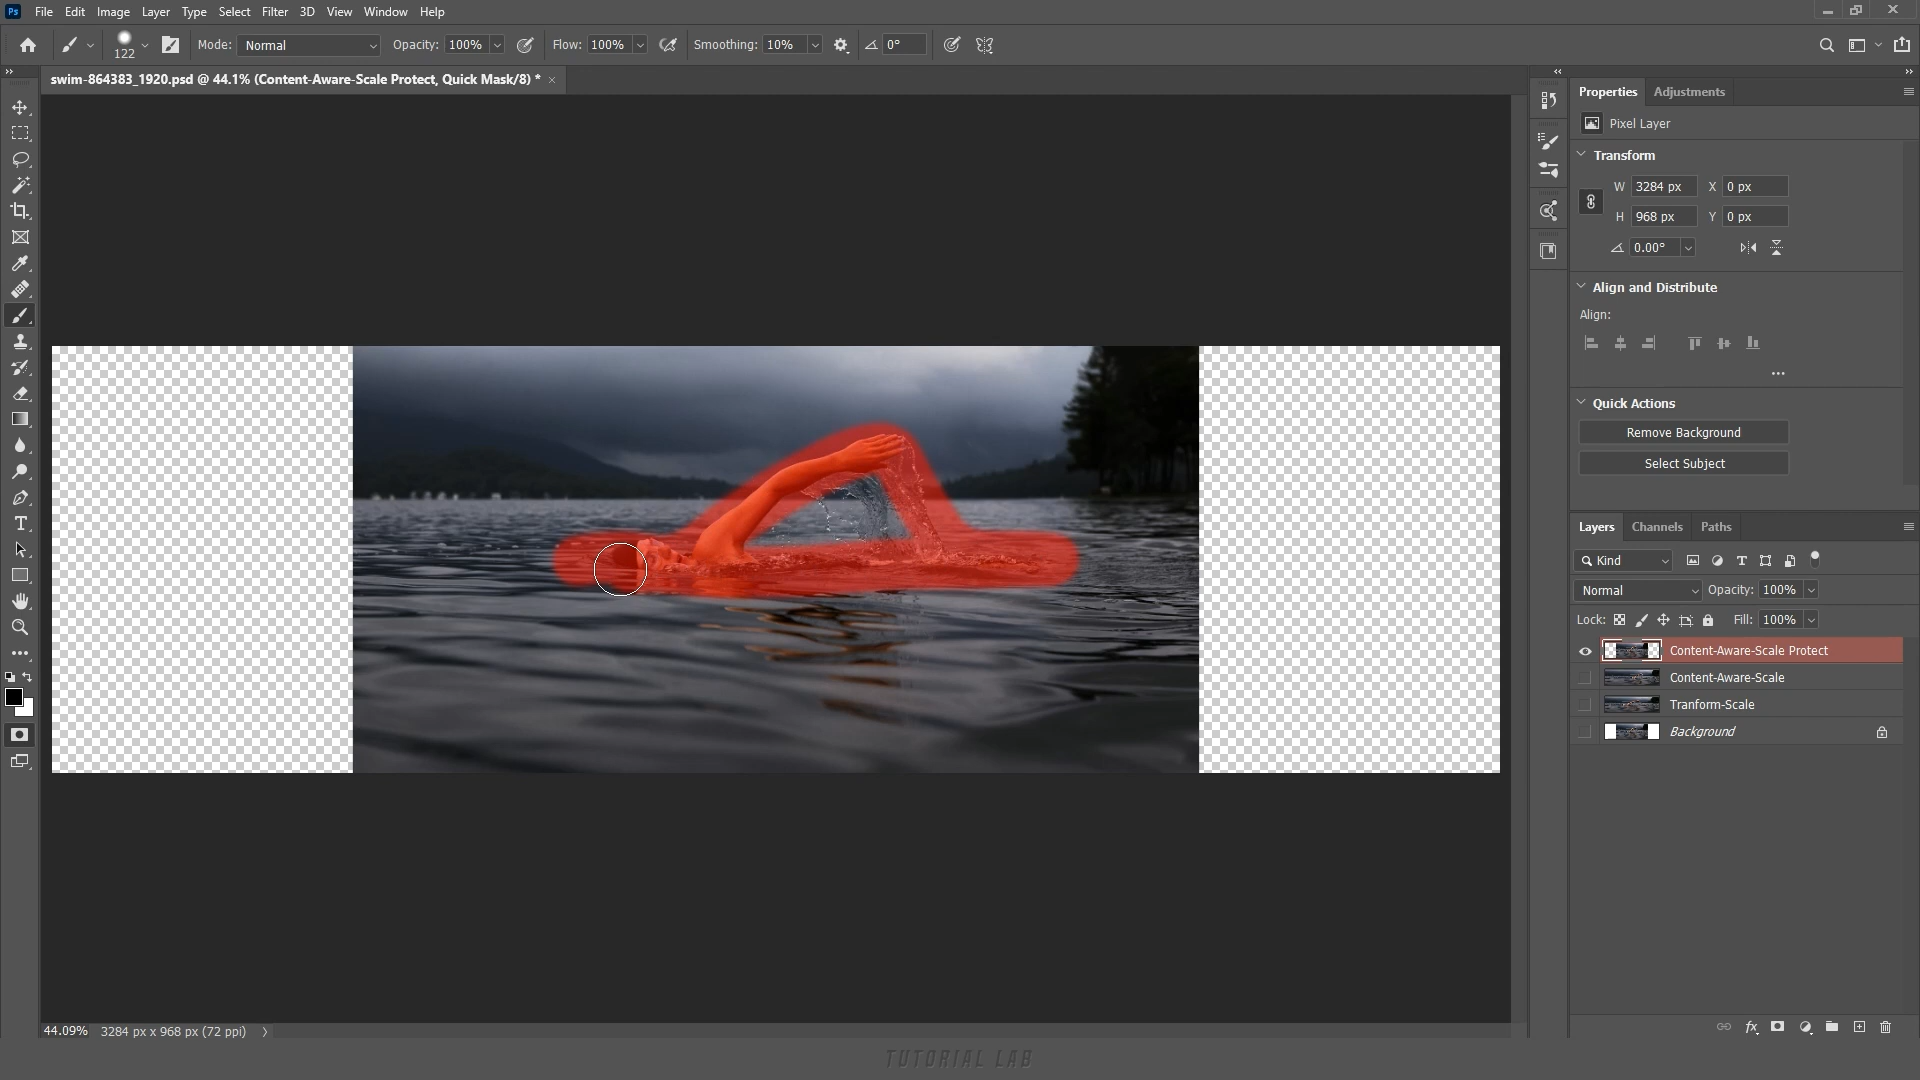 Ps File Edit Image Layer Type Select Filter 3D View Window Help
122 Mode: Normal Opacity: 100% Flow: 100% Smoothing: 10% 0°
swim-864383_1920.psd @ 44.1% (Content-Aware-Scale Protect, Quick Mask/8) *
Properties Adjustments
Pixel Layer
Transform
W 3284 px X 0 px
H 968 px Y 0 px
0.00°
Align and Distribute
Align:
Quick Actions
Remove Background
Select Subject
Layers Channels Paths
Kind
Normal Opacity: 100%
Lock: Fill: 100%
Content-Aware-Scale Protect
Content-Aware-Scale
Tranform-Scale
Background
44.09% 3284 px x 968 px (72 ppi)
TUTORIAL LAB